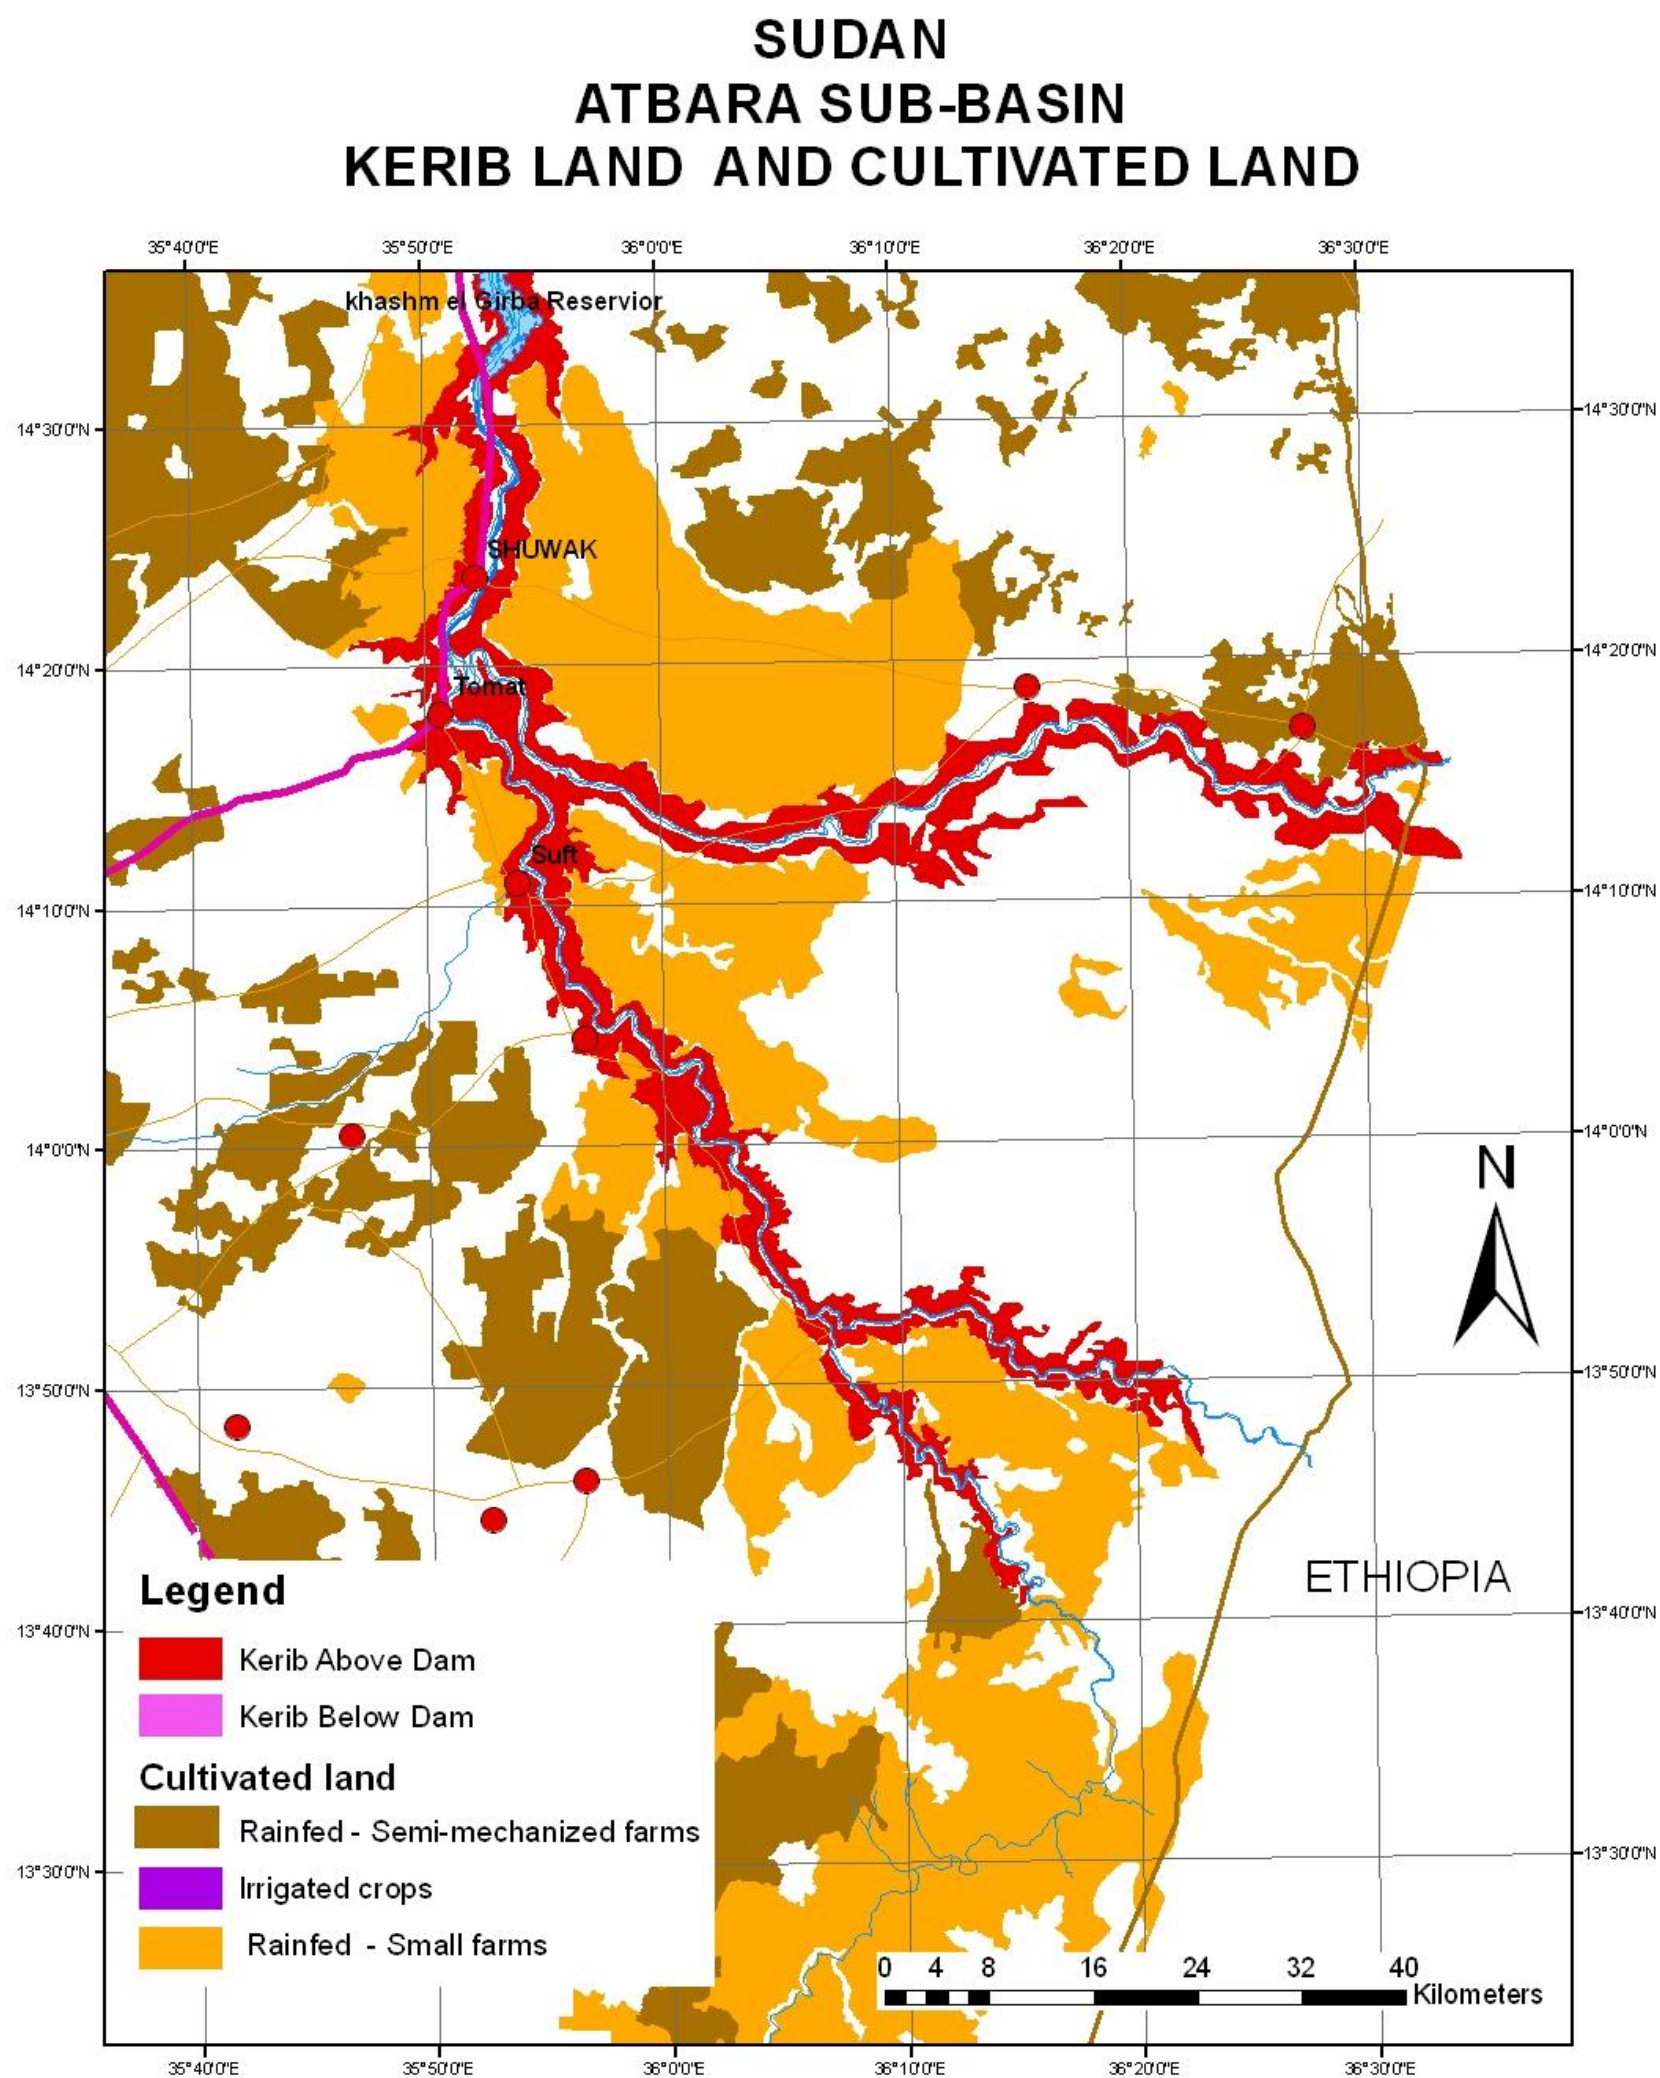 SUDAN
ATBARA SUB-BASIN
KERIB LAND AND CULTIVATED LAND
35°40'0"E 35°50'0"E 36°0'0"E 36°10'0"E 36°20'0"E 36°30'0"E
khashm el Girba Reservior
14°30'0"N 14°30'0"N
SHUWAK
14°20'0"N 14°20'0"N
Tomat
Suft
14°10'0"N 14°10'0"N
14°0'0"N 14°0'0"N
N
13°50'0"N 13°50'0"N
ETHIOPIA
Legend
13°40'0"N 13°40'0"N
Kerib Above Dam
Kerib Below Dam
Cultivated land
Rainfed - Semi-mechanized farms
13°30'0"N 13°30'0"N
Irrigated crops
Rainfed - Small farms
0 4 8 16 24 32 40
Kilometers
35°40'0"E 35°50'0"E 36°0'0"E 36°10'0"E 36°20'0"E 36°30'0"E